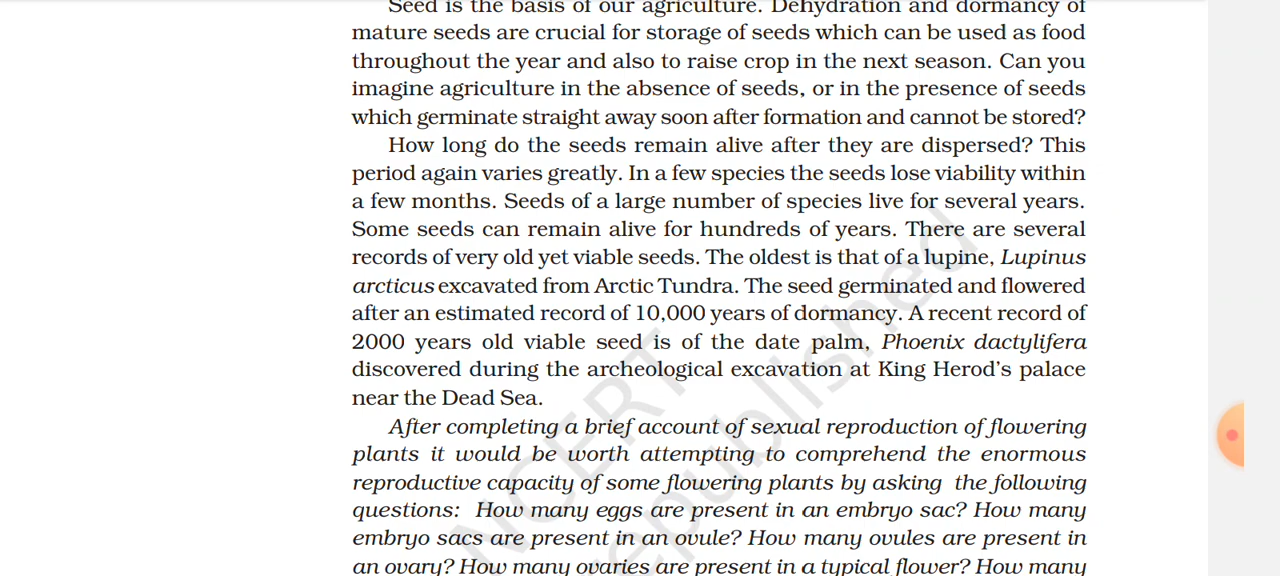 Seed is the basis of our agriculture. Dehydration and dormancy of
mature seeds are crucial for storage of seeds which can be used as food
throughout the year and also to raise crop in the next season. Can you
imagine agriculture in the absence of seeds, or in the presence of seeds
which germinate straight away soon after formation and cannot be stored?
How long do the seeds remain alive after they are dispersed? This
period again varies greatly. In a few species the seeds lose viability within
a few months. Seeds of a large number of species live for several years.
Some seeds can remain alive for hundreds of years. There are several
records of very old yet viable seeds. The oldest is that of a lupine, Lupinus
arcticus excavated from Arctic Tundra. The seed germinated and flowered
after an estimated record of 10,000 years of dormancy. A recent record of
2000 years old viable seed is of the date palm, Phoenix dactylifera
discovered during the archeological excavation at King Herod's palace
near the Dead Sea.
After completing a brief account of sexual reproduction of flowering
plants it would be worth attempting to comprehend the enormous
reproductive capacity of some flowering plants by asking the following
questions: How many eggs are present in an embryo sac? How many
embryo sacs are present in an ovule? How many ovules are present in
an ovary? How many ovaries are present in a typical flower? How many
NCERT
republished